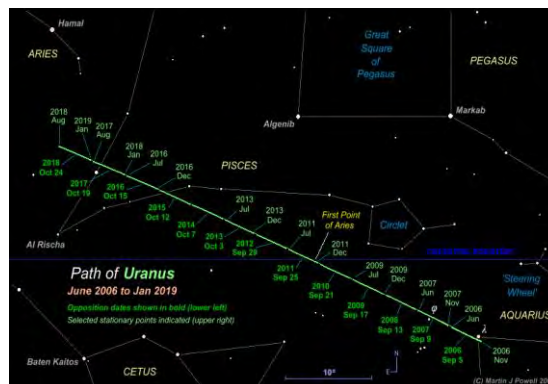 Hamal
ARIES
Great
Square
of
Pegasus
PEGASUS
Algenib
Markab
2018
Aug
2019
Jan
2017
Aug
2018
Jan
2016
Jul
2016
Dec
PISCES
2018
Oct 24
2017
Oct 19
2016
Oct 15
2015
Oct 12
2014
Oct 7
2013
Oct 3
2013
Jul
2013
Dec
2012
Sep 29
2011
Jul
First Point
of Aries
Circlet
Al Rischa
2011
Sep 25
2011
Dec
2010
Sep 21
2009
Jul
2009
Dec
2009
Sep 17
2008
Sep 13
2007
Jun
2007
Nov
2007
Sep 9
φ
2006
Jun
'Steering
Wheel'
AQUARIUS
λ
2006
Sep 5
2006
Nov
Path of Uranus
June 2006 to Jan 2019
Opposition dates shown in bold (lower left)
Selected stationary points indicated (upper right)
Baten Kaitos
CETUS
10°
N
E
(C) Martin J Powell 20